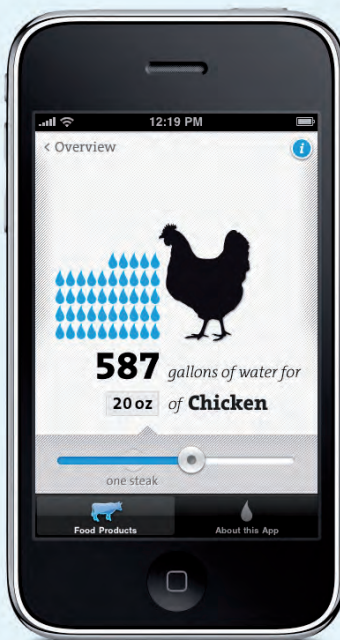 12:19 PM
< Overview
i
587 gallons of water for
20 oz of Chicken
one steak
Food Products
About this App